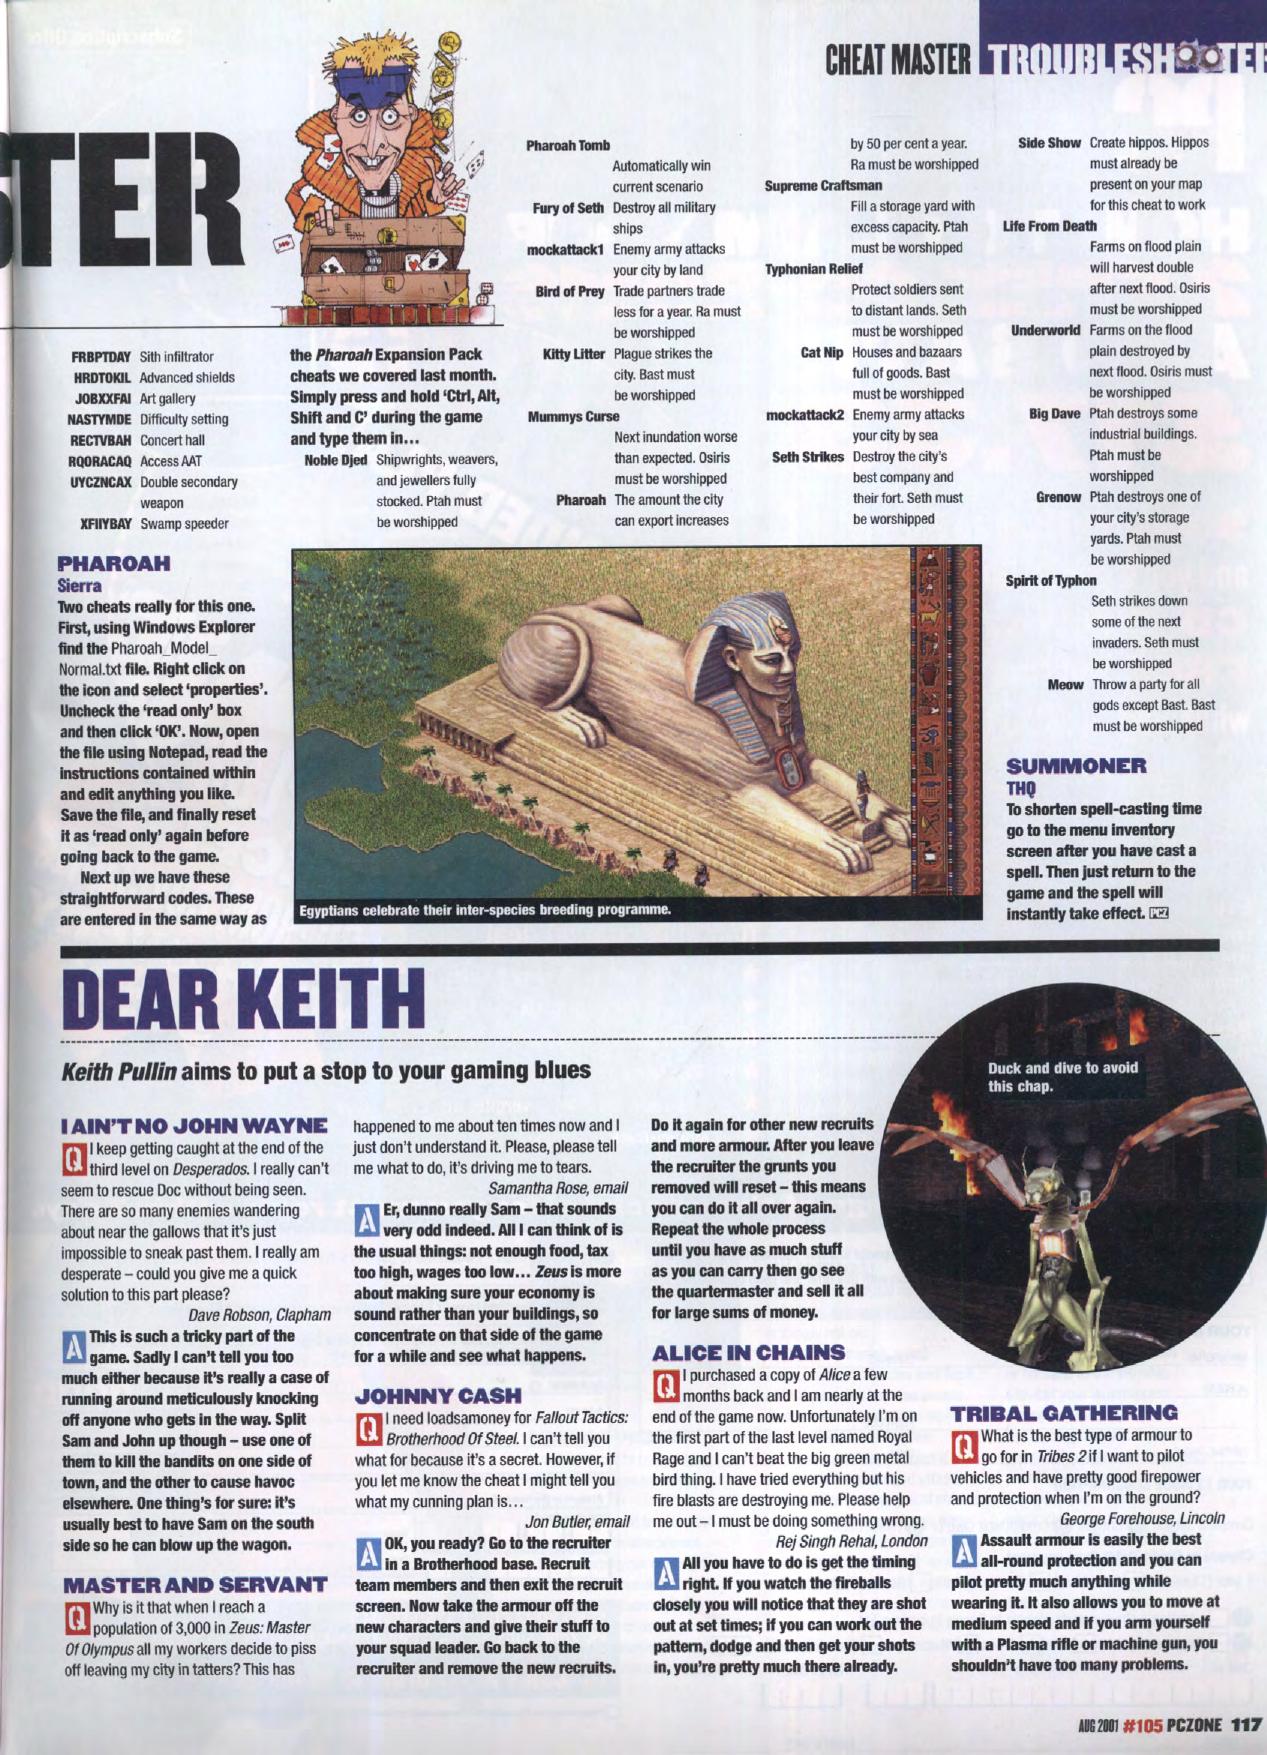 CHEAT MASTER TROUBLESHOOTER
STER
FRBPTDAY Sith infiltrator
HRDTOKIL Advanced shields
JOBXXFAI Art gallery
NASTYMDE Difficulty setting
RECTVBAH Concert hall
RQORACAQ Access AAT
UYCZNCAX Double secondary
weapon
XFIIYBAY Swamp speeder
PHAROAH
Sierra
Two cheats really for this one.
First, using Windows Explorer
find the Pharoah_Model_
Normal.txt file. Right click on
the icon and select ‘properties’.
Uncheck the ‘read only’ box
and then click ‘OK’. Now, open
the file using Notepad, read the
instructions contained within
and edit anything you like.
Save the file, and finally reset
it as ‘read only’ again before
going back to the game.
Next up we have these
straightforward codes. These
are entered in the same way as
the Pharoah Expansion Pack
cheats we covered last month.
Simply press and hold ‘Ctrl, Alt,
Shift and C’ during the game
and type them in...
Noble Djed Shipwrights, weavers,
and jewellers fully
stocked. Ptah must
be worshipped
Pharoah Tomb
Automatically win
current scenario
Fury of Seth Destroy all military
ships
mockattack1 Enemy army attacks
your city by land
Bird of Prey Trade partners trade
less for a year. Ra must
be worshipped
Kitty Litter Plague strikes the
city. Bast must
be worshipped
Mummys Curse
Next inundation worse
than expected. Osiris
must be worshipped
Pharoah The amount the city
can export increases
by 50 per cent a year.
Ra must be worshipped
Supreme Craftsman
Fill a storage yard with
excess capacity. Ptah
must be worshipped
Typhonian Relief
Protect soldiers sent
to distant lands. Seth
must be worshipped
Cat Nip Houses and bazaars
full of goods. Bast
must be worshipped
mockattack2 Enemy army attacks
your city by sea
Seth Strikes Destroy the city's
best company and
their fort. Seth must
be worshipped
Side Show Create hippos. Hippos
must already be
present on your map
for this cheat to work
Life From Death
Farms on flood plain
will harvest double
after next flood. Osiris
must be worshipped
Underworld Farms on the flood
plain destroyed by
next flood. Osiris must
be worshipped
Big Dave Ptah destroys some
industrial buildings.
Ptah must be
worshipped
Grenow Ptah destroys one of
your city's storage
yards. Ptah must
be worshipped
Spirit of Typhon
Seth strikes down
some of the next
invaders. Seth must
be worshipped
Meow Throw a party for all
gods except Bast. Bast
must be worshipped
Egyptians celebrate their inter-species breeding programme.
SUMMONER
THQ
To shorten spell-casting time
go to the menu inventory
screen after you have cast a
spell. Then just return to the
game and the spell will
instantly take effect. PCZ
DEAR KEITH
Keith Pullin aims to put a stop to your gaming blues
I AIN'T NO JOHN WAYNE
Q I keep getting caught at the end of the
third level on Desperados. I really can't
seem to rescue Doc without being seen.
There are so many enemies wandering
about near the gallows that it's just
impossible to sneak past them. I really am
desperate – could you give me a quick
solution to this part please?
Dave Robson, Clapham
A This is such a tricky part of the
game. Sadly I can't tell you too
much either because it's really a case of
running around meticulously knocking
off anyone who gets in the way. Split
Sam and John up though – use one of
them to kill the bandits on one side of
town, and the other to cause havoc
elsewhere. One thing's for sure: it's
usually best to have Sam on the south
side so he can blow up the wagon.
MASTER AND SERVANT
Q Why is it that when I reach a
population of 3,000 in Zeus: Master
Of Olympus all my workers decide to piss
off leaving my city in tatters? This has
happened to me about ten times now and I
just don't understand it. Please, please tell
me what to do, it's driving me to tears.
Samantha Rose, email
A Er, dunno really Sam – that sounds
very odd indeed. All I can think of is
the usual things: not enough food, tax
too high, wages too low... Zeus is more
about making sure your economy is
sound rather than your buildings, so
concentrate on that side of the game
for a while and see what happens.
JOHNNY CASH
Q I need loadsamoney for Fallout Tactics:
Brotherhood Of Steel. I can't tell you
what for because it's a secret. However, if
you let me know the cheat I might tell you
what my cunning plan is...
Jon Butler, email
A OK, you ready? Go to the recruiter
in a Brotherhood base. Recruit
team members and then exit the recruit
screen. Now take the armour off the
new characters and give their stuff to
your squad leader. Go back to the
recruiter and remove the new recruits.
Do it again for other new recruits
and more armour. After you leave
the recruiter the grunts you
removed will reset – this means
you can do it all over again.
Repeat the whole process
until you have as much stuff
as you can carry then go see
the quartermaster and sell it all
for large sums of money.
ALICE IN CHAINS
Q I purchased a copy of Alice a few
months back and I am nearly at the
end of the game now. Unfortunately I'm on
the first part of the last level named Royal
Rage and I can't beat the big green metal
bird thing. I have tried everything but his
fire blasts are destroying me. Please help
me out – I must be doing something wrong.
Rej Singh Rehal, London
A All you have to do is get the timing
right. If you watch the fireballs
closely you will notice that they are shot
out at set times; if you can work out the
pattern, dodge and then get your shots
in, you're pretty much there already.
Duck and dive to avoid
this chap.
TRIBAL GATHERING
Q What is the best type of armour to
go for in Tribes 2 if I want to pilot
vehicles and have pretty good firepower
and protection when I'm on the ground?
George Forehouse, Lincoln
A Assault armour is easily the best
all-round protection and you can
pilot pretty much anything while
wearing it. It also allows you to move at
medium speed and if you arm yourself
with a Plasma rifle or machine gun, you
shouldn't have too many problems.
AUG 2001 #105 PCZONE 117